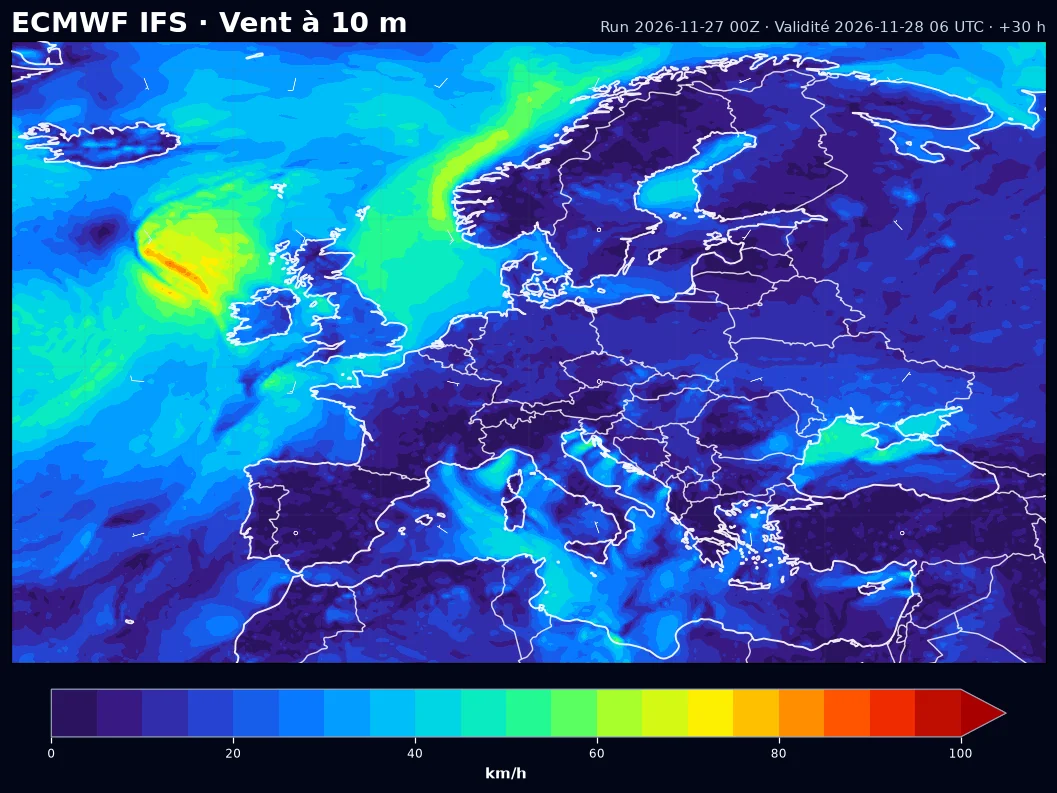 ECMWF IFS · Vent à 10 m
Run 2026-11-27 00Z · Validité 2026-11-28 06 UTC · +30 h
0 20 40 60 80 100
km/h